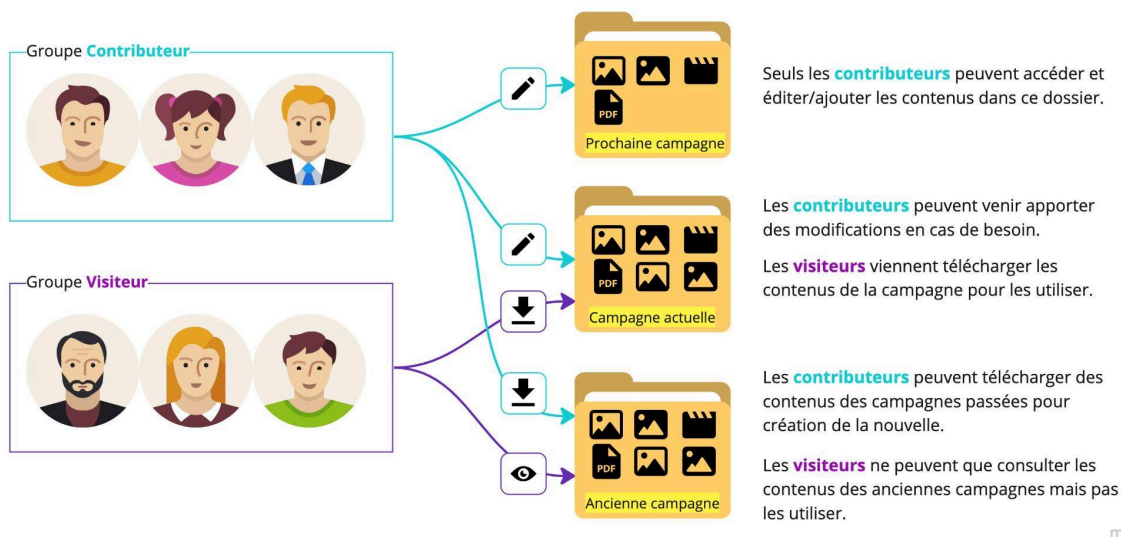 Groupe Contributeur
PDF
Prochaine campagne
Seuls les contributeurs peuvent accéder et
éditer/ajouter les contenus dans ce dossier.
Groupe Visiteur
PDF
Campagne actuelle
Les contributeurs peuvent venir apporter
des modifications en cas de besoin.
Les visiteurs viennent télécharger les
contenus de la campagne pour les utiliser.
PDF
Ancienne campagne
Les contributeurs peuvent télécharger des
contenus des campagnes passées pour
création de la nouvelle.
Les visiteurs ne peuvent que consulter les
contenus des anciennes campagnes mais pas
les utiliser.